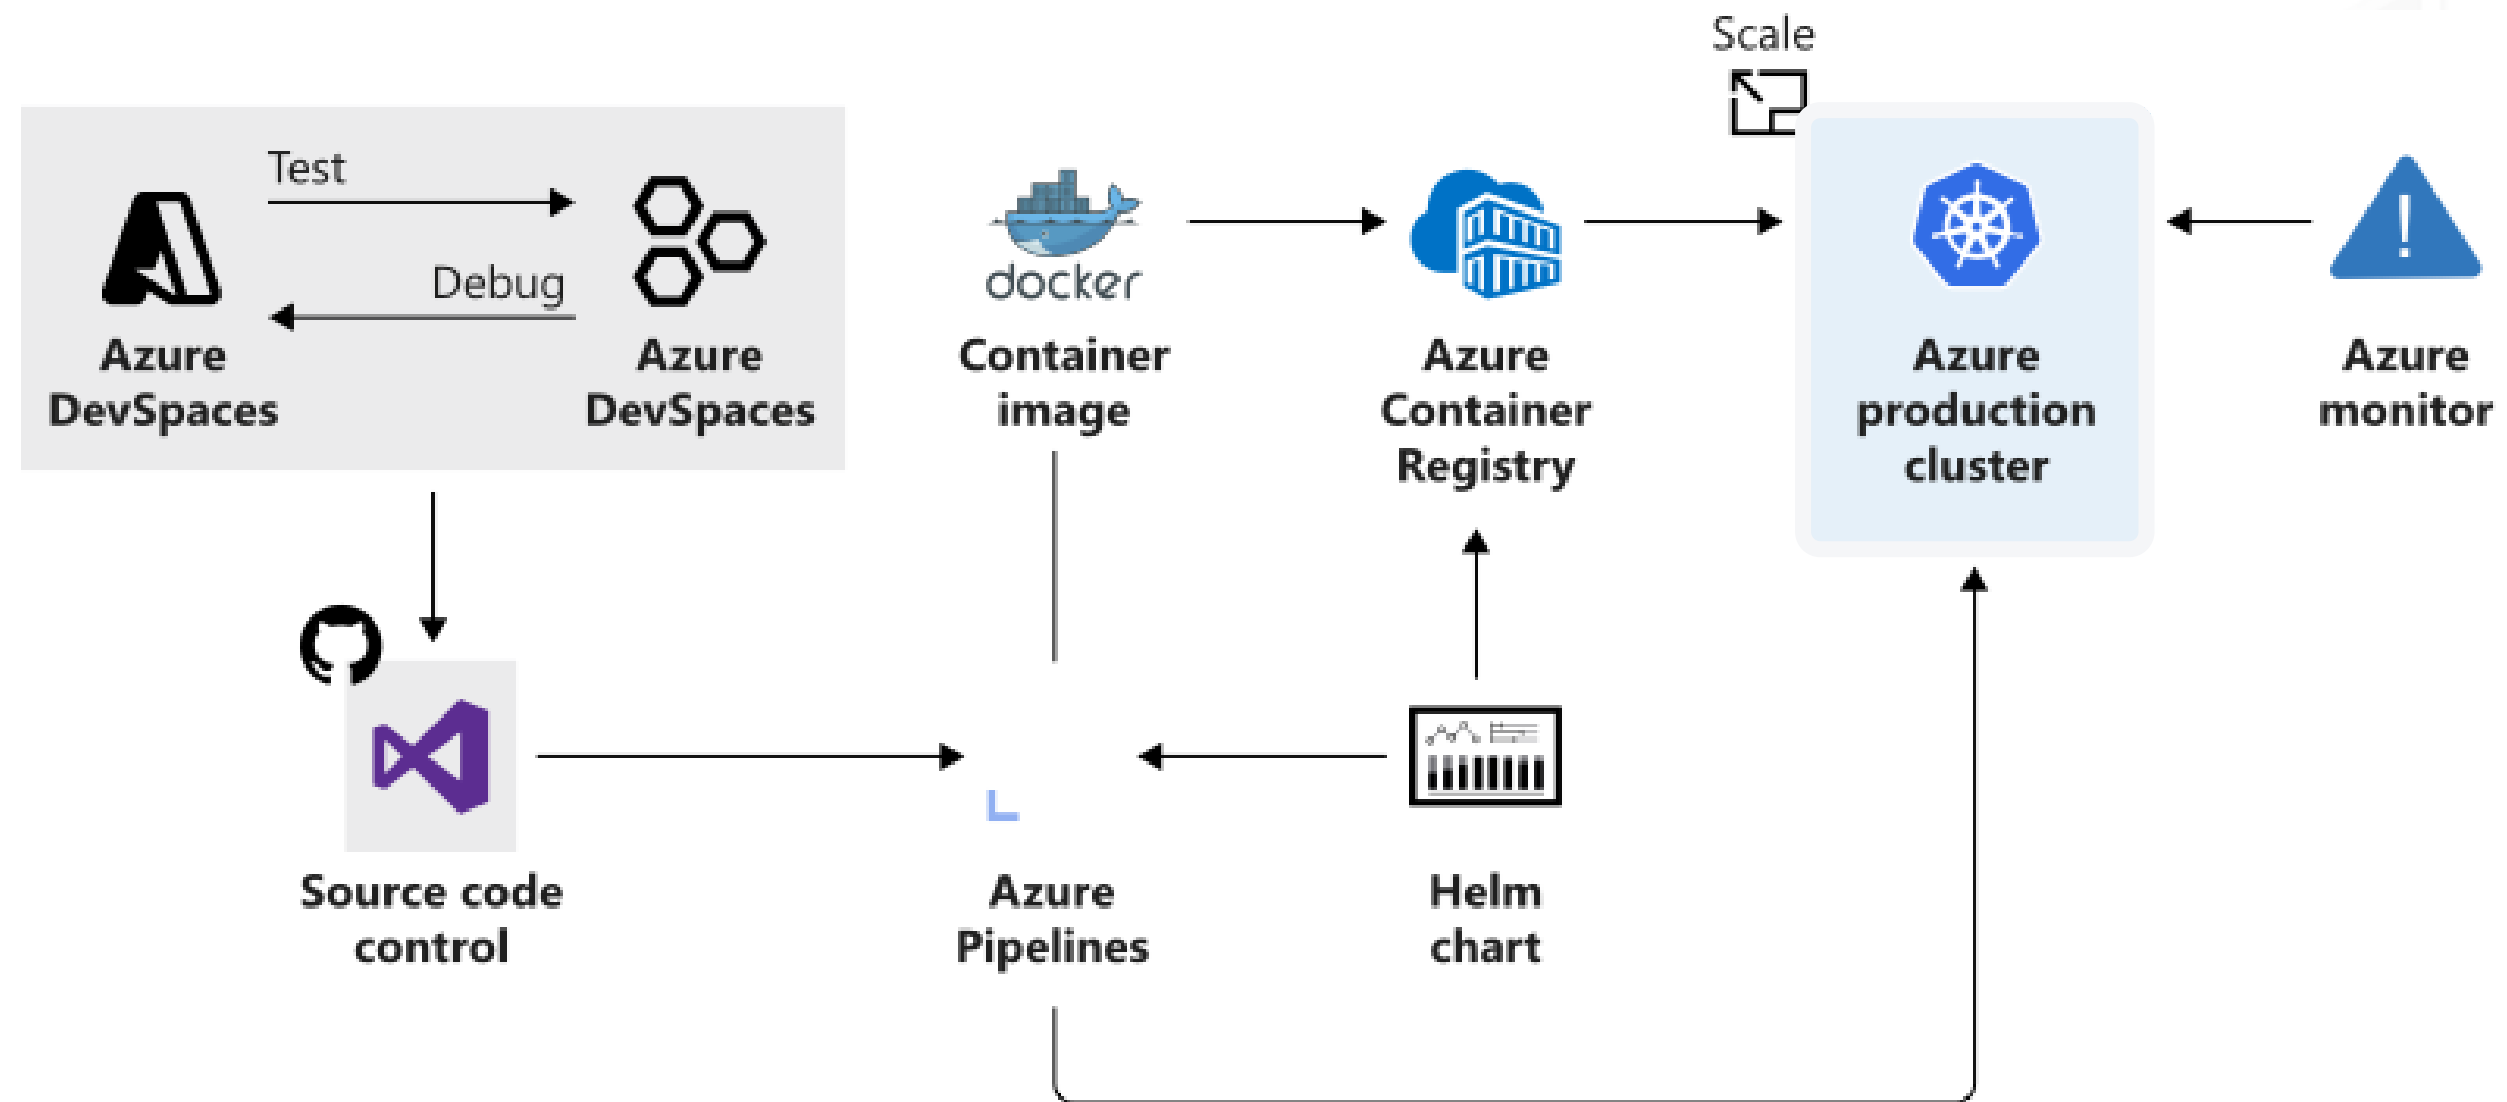 Scale
Test
Debug
Azure
DevSpaces
Azure
DevSpaces
docker
Container
image
Azure
Container
Registry
Azure
production
cluster
Azure
monitor
Source code
control
Azure
Pipelines
Helm
chart